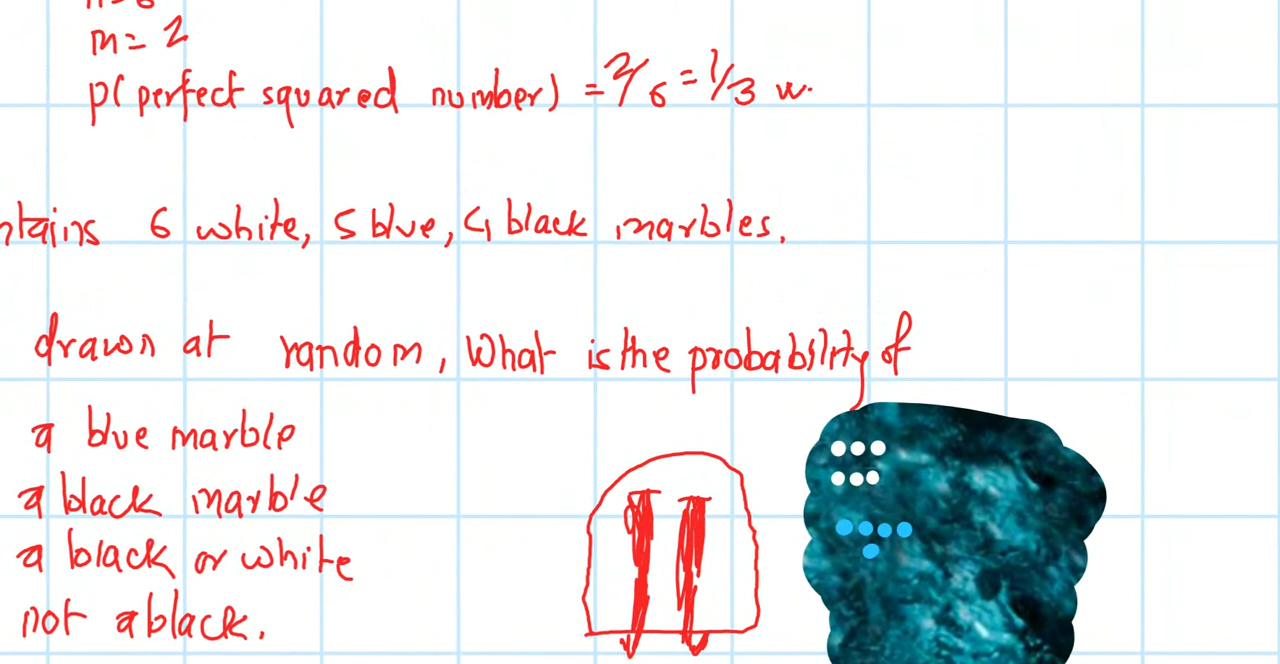 m= 2
p( perfect squared number) = 2/6 = 1/3 w.
ntains 6 white, 5 blue, 4 black marbles.
drawn at random, What is the probability of
a blue marble
a black marble
a black or white
not a black.